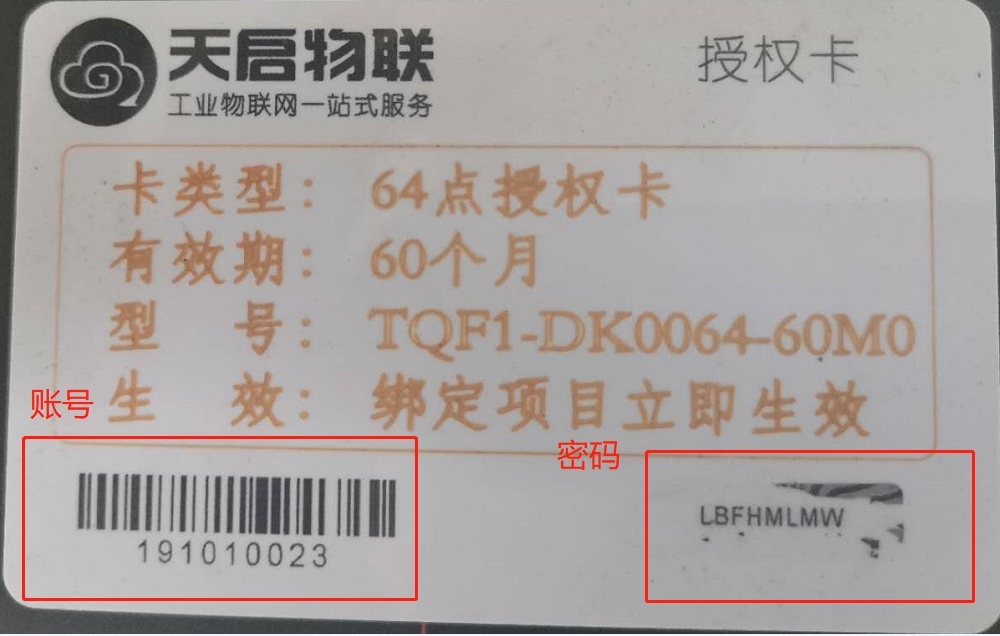 天启物联
工业物联网一站式服务
授权卡
卡类型: 64点授权卡
有效期: 60个月
型号: TQF1-DK0064-60M0
生效: 绑定项目立即生效
账号
密码
191010023
LBFHMLMW